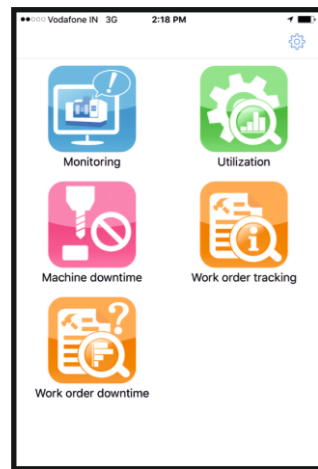 Vodafone IN 3G 2:18 PM
Monitoring
Utilization
Machine downtime
Work order tracking
Work order downtime